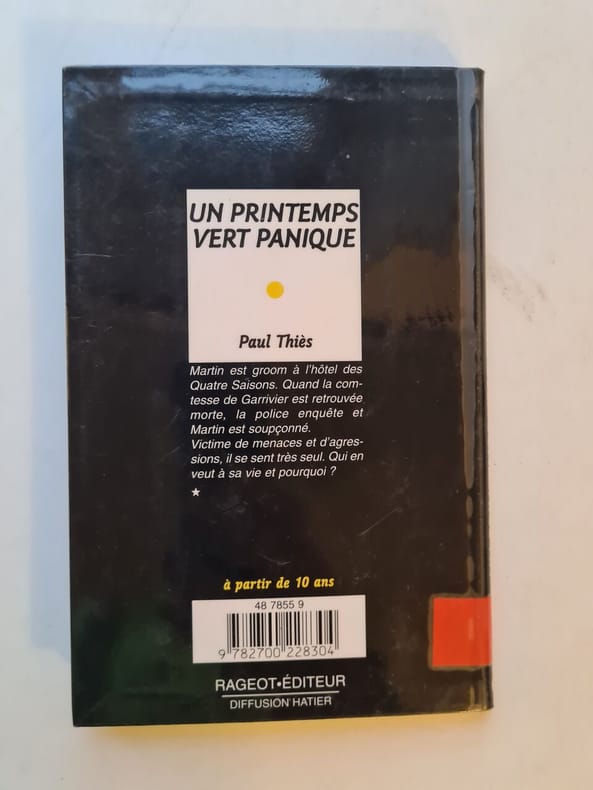 UN PRINTEMPS
VERT PANIQUE
Paul Thiès
Martin est groom à l'hôtel des
Quatre Saisons. Quand la com-
tesse de Garrivier est retrouvée
morte, la police enquête et
Martin est soupçonné.
Victime de menaces et d'agres-
sions, il se sent très seul. Qui en
veut à sa vie et pourquoi ?
à partir de 10 ans
48 7855 9
9 782700 228304
RAGEOT•ÉDITEUR
DIFFUSION HATIER